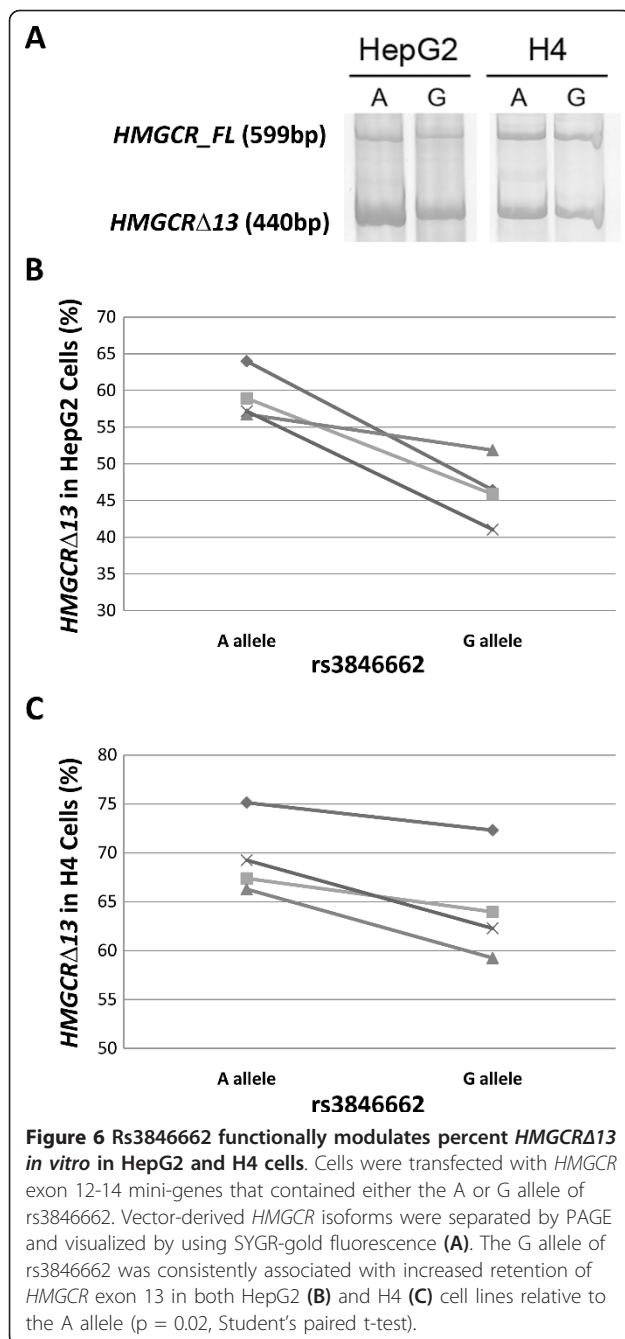 A
HepG2 H4
A G A G
HMGCR_FL (599bp)
HMGCRΔ13 (440bp)
B
HMGCRΔ13 in HepG2 Cells (%)
70
65
60
55
50
45
40
35
30
A allele G allele
rs3846662
C
HMGCRΔ13 in H4 Cells (%)
80
75
70
65
60
55
50
A allele G allele
rs3846662
Figure 6 Rs3846662 functionally modulates percent HMGCRΔ13
in vitro in HepG2 and H4 cells. Cells were transfected with HMGCR
exon 12-14 mini-genes that contained either the A or G allele of
rs3846662. Vector-derived HMGCR isoforms were separated by PAGE
and visualized by using SYGR-gold fluorescence (A). The G allele of
rs3846662 was consistently associated with increased retention of
HMGCR exon 13 in both HepG2 (B) and H4 (C) cell lines relative to
the A allele (p = 0.02, Student's paired t-test).